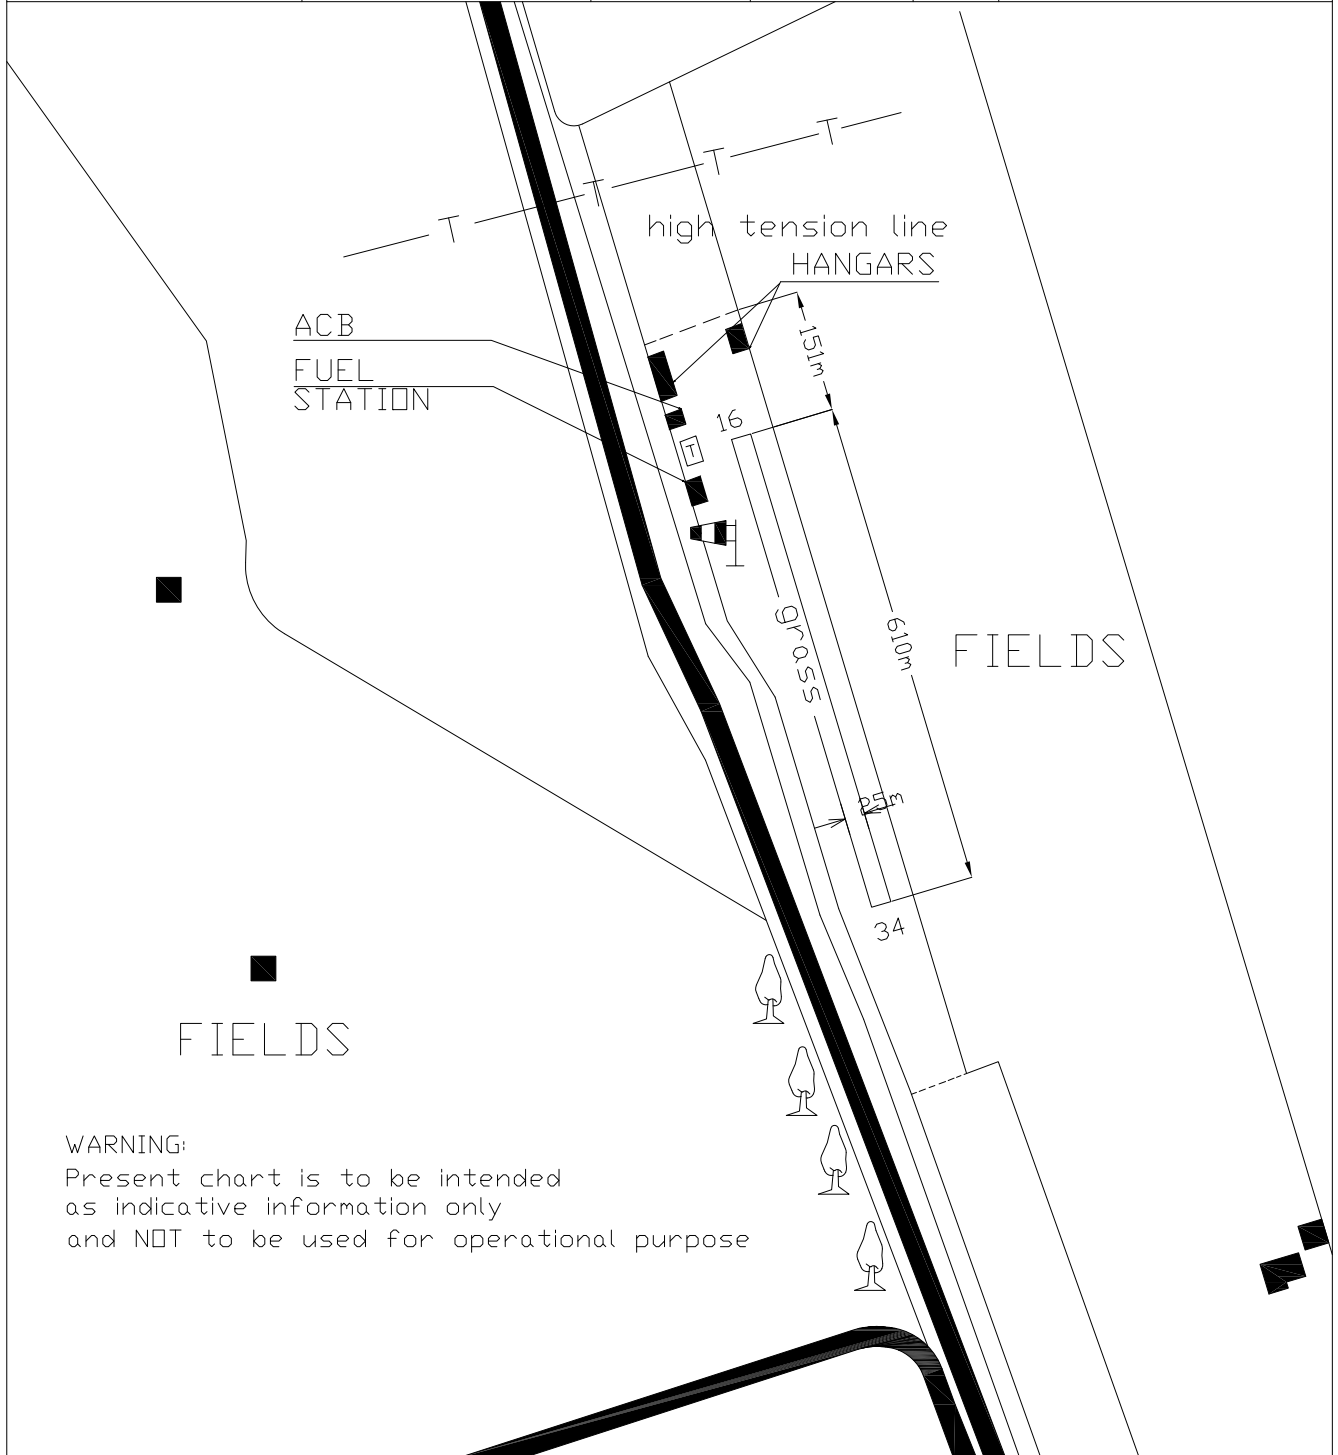 T
T
T
T
high tension line
HANGARS
ACB
151m
FUEL
STATION
16
T
grass
610m
FIELDS
25m
34
FIELDS
WARNING:
Present chart is to be intended
as indicative information only
and NOT to be used for operational purpose